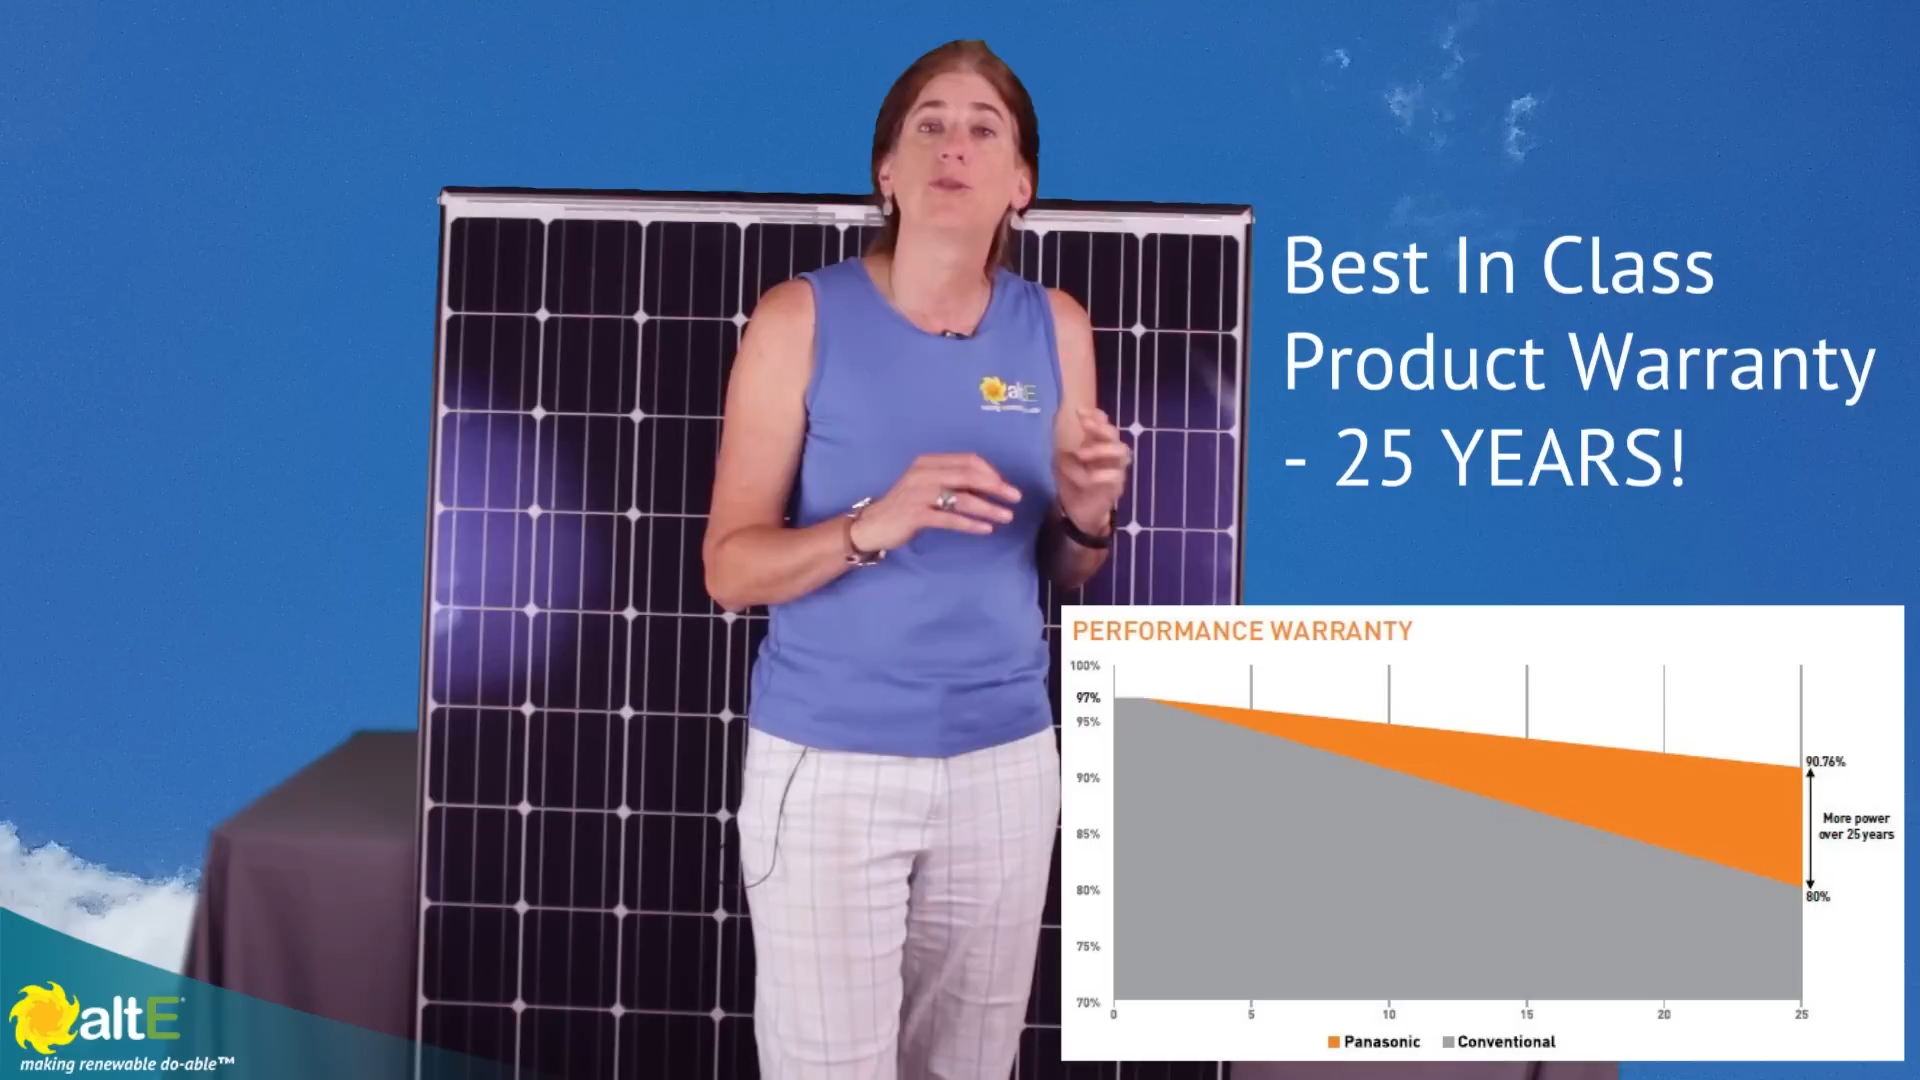 Best In Class
Product Warranty
- 25 YEARS!
altE
PERFORMANCE WARRANTY
100%
97%
95%
90%
85%
80%
75%
70%
0 5 10 15 20 25
90.76%
More power
over 25 years
80%
Panasonic Conventional
altE
making renewable do-able™